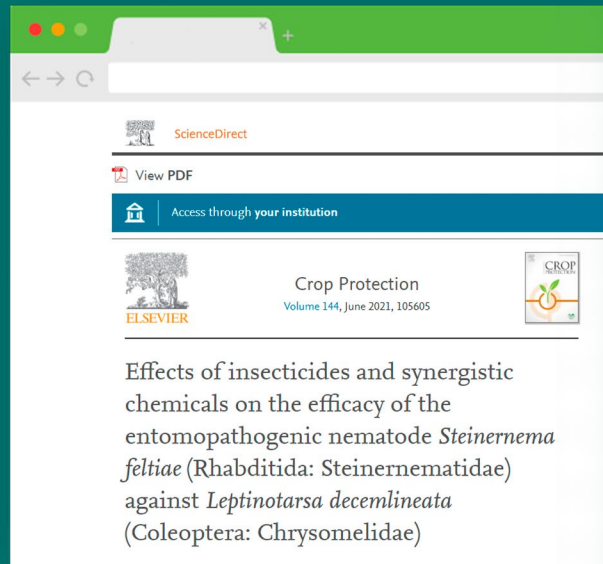 ScienceDirect
View PDF
Access through your institution
Crop Protection
CROP
PROTECTION
Volume 144, June 2021, 105605
ELSEVIER
Effects of insecticides and synergistic
chemicals on the efficacy of the
entomopathogenic nematode Steinernema
feltiae (Rhabditida: Steinernematidae)
against Leptinotarsa decemlineata
(Coleoptera: Chrysomelidae)